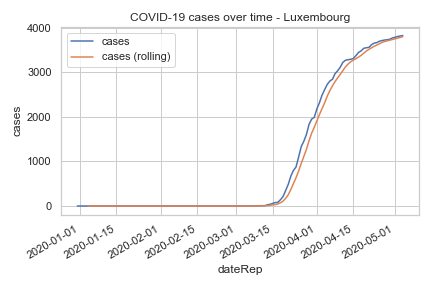 COVID-19 cases over time - Luxembourg
cases
cases (rolling)
4000
3000
2000
1000
0
cases
2020-01-01
2020-01-15
2020-02-01
2020-02-15
2020-03-01
2020-03-15
2020-04-01
2020-04-15
2020-05-01
dateRep